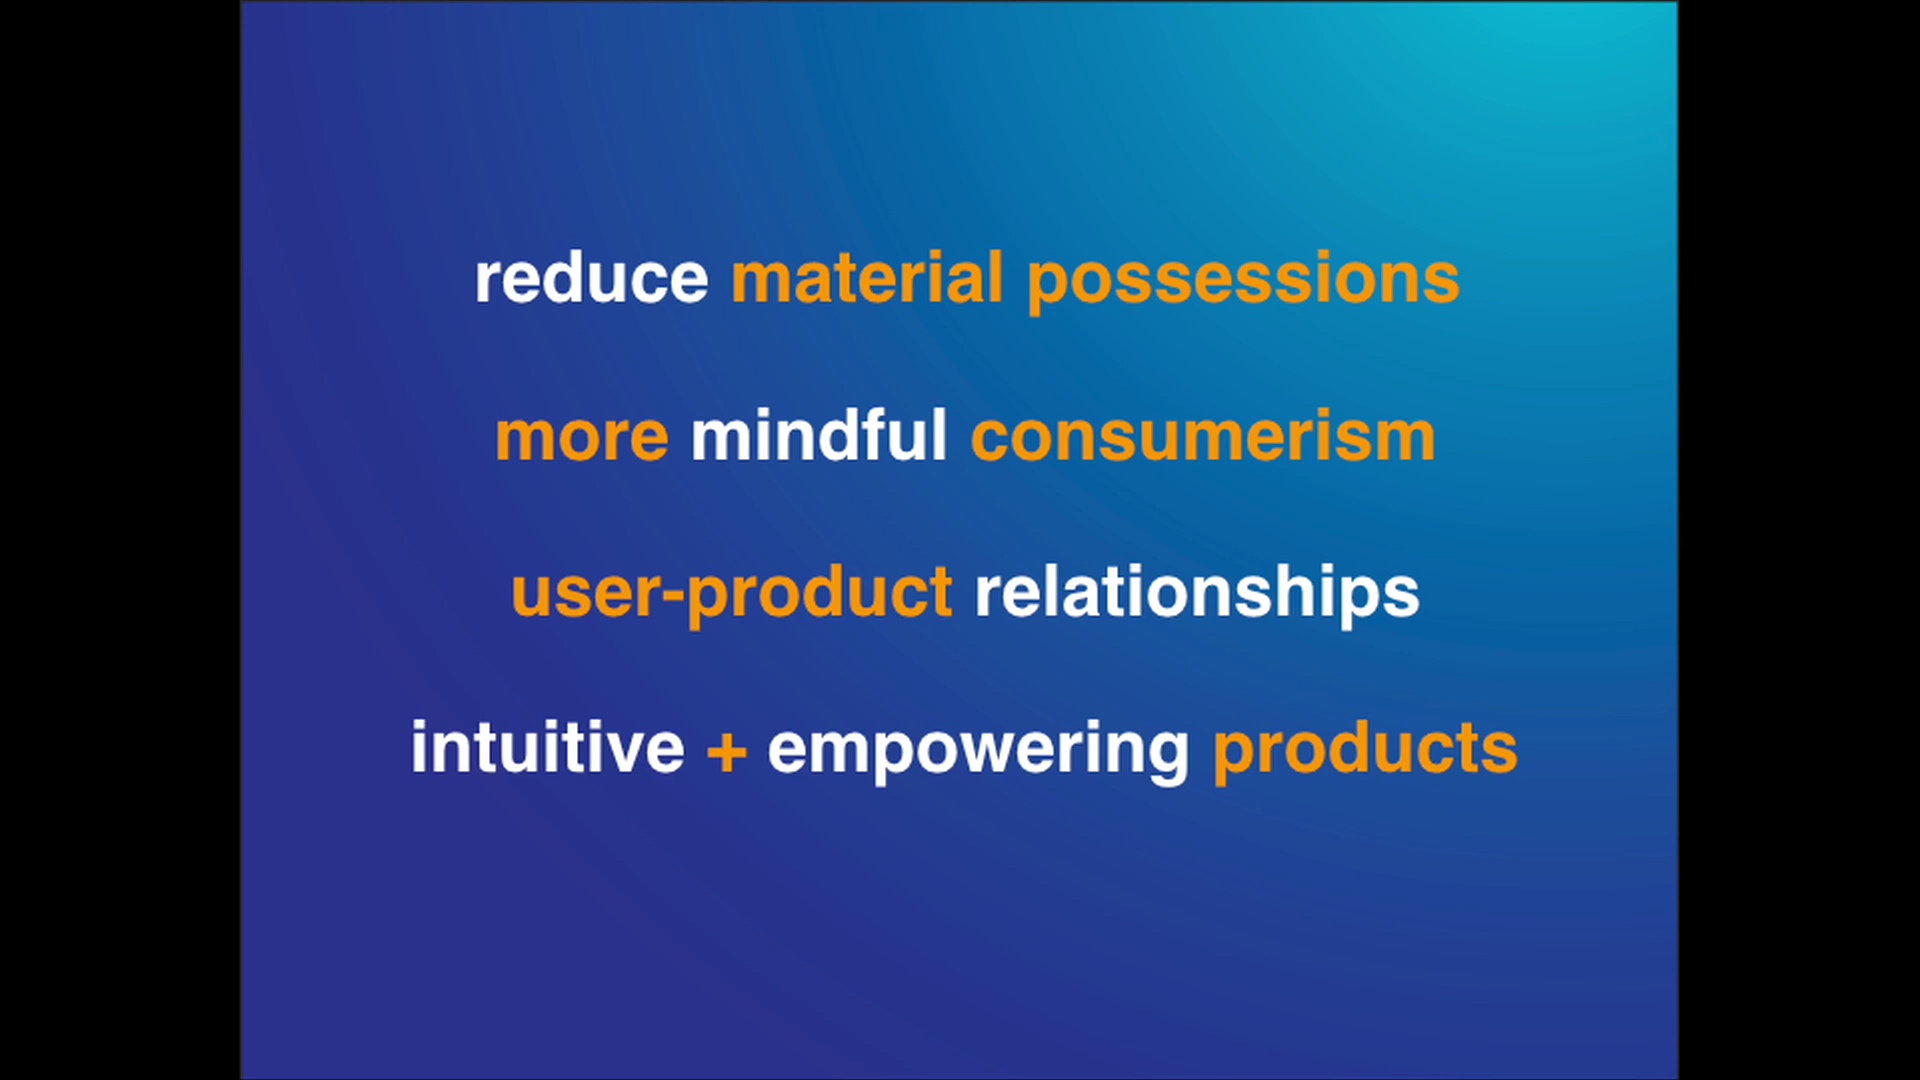 reduce material possessions
more mindful consumerism
user-product relationships
intuitive + empowering products